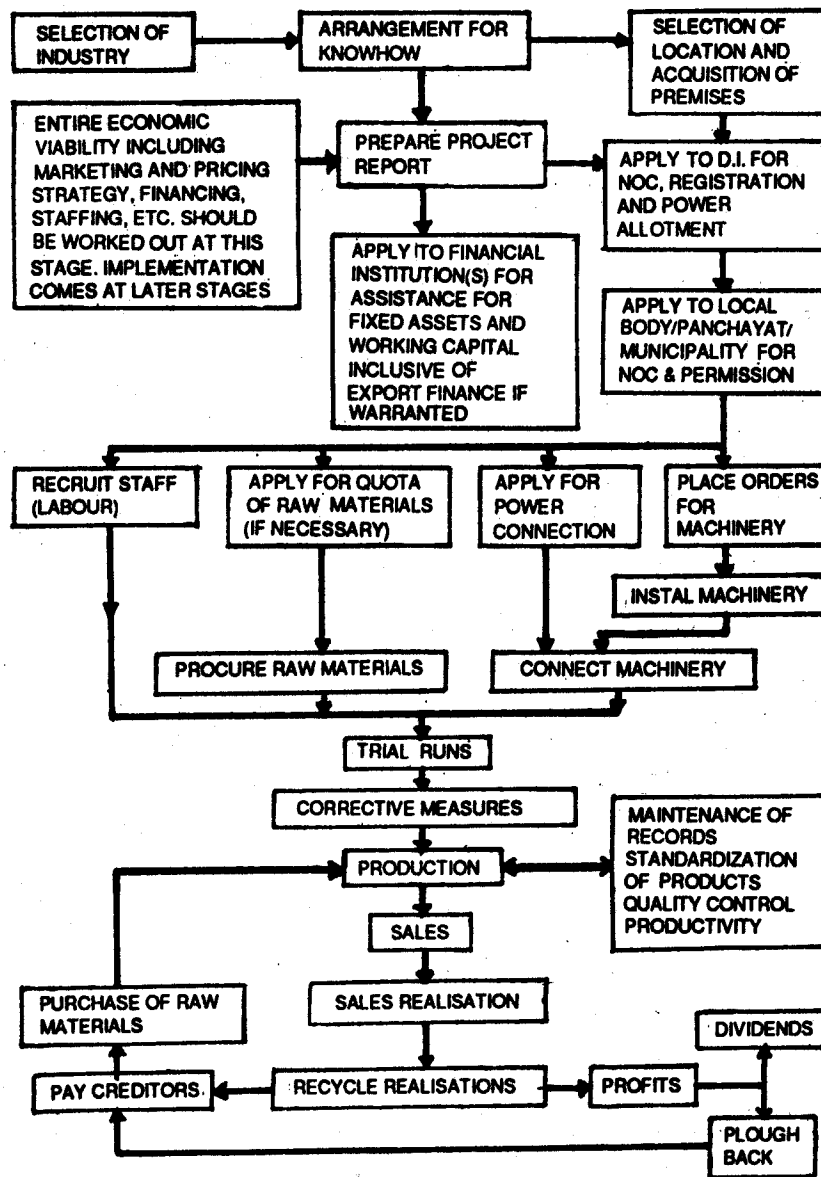 SELECTION OF
INDUSTRY
ARRANGEMENT FOR
KNOWHOW
SELECTION OF
LOCATION AND
ACQUISITION OF
PREMISES
ENTIRE ECONOMIC
VIABILITY INCLUDING
MARKETING AND PRICING
STRATEGY, FINANCING,
STAFFING, ETC. SHOULD
BE WORKED OUT AT THIS
STAGE. IMPLEMENTATION
COMES AT LATER STAGES
PREPARE PROJECT
REPORT
APPLY TO D.I. FOR
NOC, REGISTRATION
AND POWER
ALLOTMENT
APPLY TO FINANCIAL
INSTITUTION(S) FOR
ASSISTANCE FOR
FIXED ASSETS AND
WORKING CAPITAL
INCLUSIVE OF
EXPORT FINANCE IF
WARRANTED
APPLY TO LOCAL
BODY/PANCHAYAT/
MUNICIPALITY FOR
NOC & PERMISSION
RECRUIT STAFF
(LABOUR)
APPLY FOR QUOTA
OF RAW MATERIALS
(IF NECESSARY)
APPLY FOR
POWER
CONNECTION
PLACE ORDERS
FOR
MACHINERY
INSTAL MACHINERY
PROCURE RAW MATERIALS
CONNECT MACHINERY
TRIAL RUNS
CORRECTIVE MEASURES
PRODUCTION
MAINTENANCE OF
RECORDS
STANDARDIZATION
OF PRODUCTS
QUALITY CONTROL
PRODUCTIVITY
SALES
PURCHASE OF RAW
MATERIALS
SALES REALISATION
DIVIDENDS
PAY CREDITORS
RECYCLE REALISATIONS
PROFITS
PLOUGH
BACK